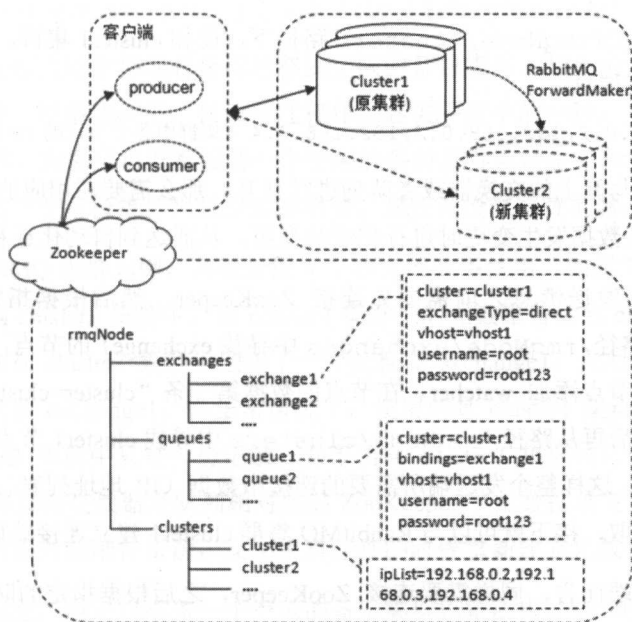 客户端
producer
consumer
Cluster1
(原集群)
RabbitMQ
ForwardMaker
Cluster2
(新集群)
Zookeeper
rmqNode
exchanges
exchange1
exchange2
....
queues
queue1
queue2
....
clusters
cluster1
cluster2
....
cluster=cluster1
exchangeType=direct
vhost=vhost1
username=root
password=root123
cluster=cluster1
bindings=exchange1
vhost=vhost1
username=root
password=root123
ipList=192.168.0.2,192.1
68.0.3,192.168.0.4